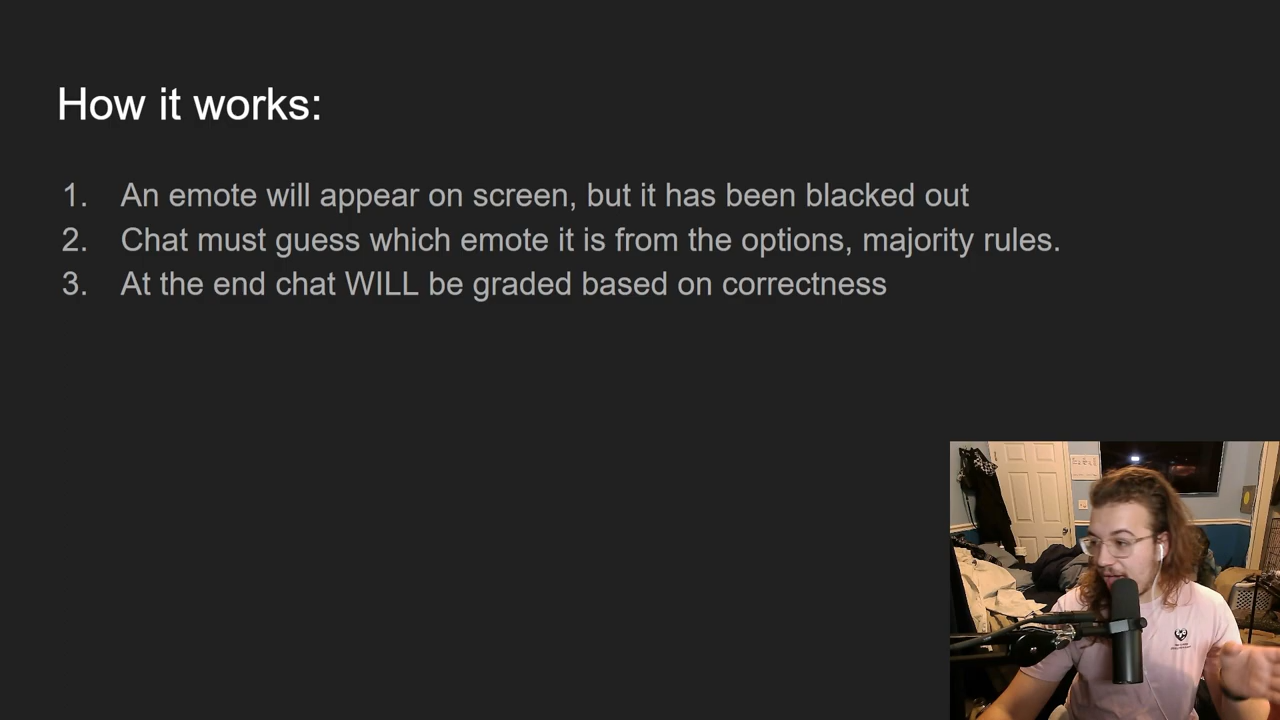 How it works:
1. An emote will appear on screen, but it has been blacked out
2. Chat must guess which emote it is from the options, majority rules.
3. At the end chat WILL be graded based on correctness